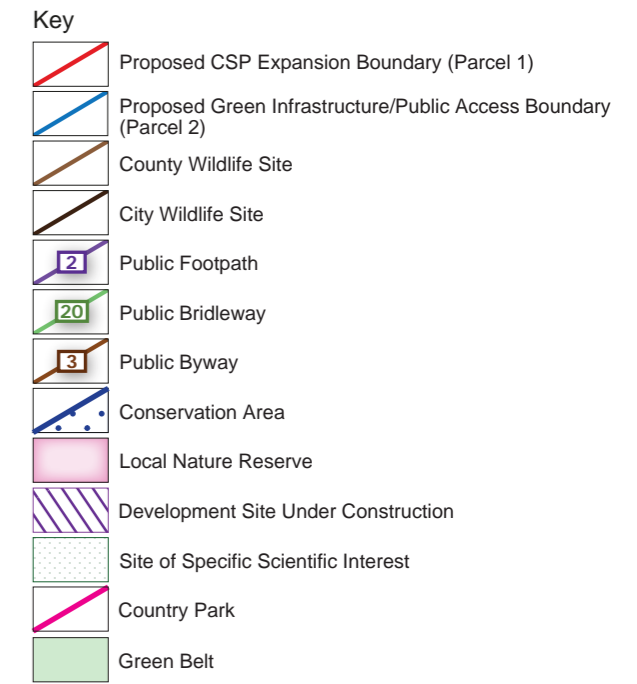 Key
Proposed CSP Expansion Boundary (Parcel 1)
Proposed Green Infrastructure/Public Access Boundary
(Parcel 2)
County Wildlife Site
City Wildlife Site
2 Public Footpath
20 Public Bridleway
3 Public Byway
Conservation Area
Local Nature Reserve
Development Site Under Construction
Site of Specific Scientific Interest
Country Park
Green Belt